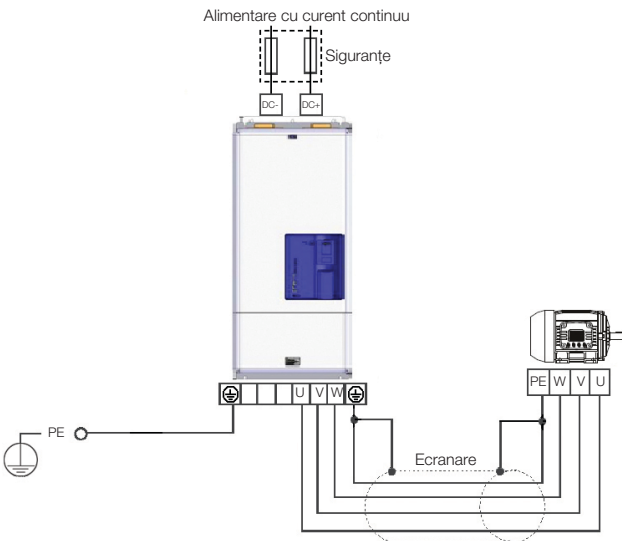 Alimentare cu curent continuu
Siguranțe
DC- DC+
U V W
PE W V U
PE
Ecranare